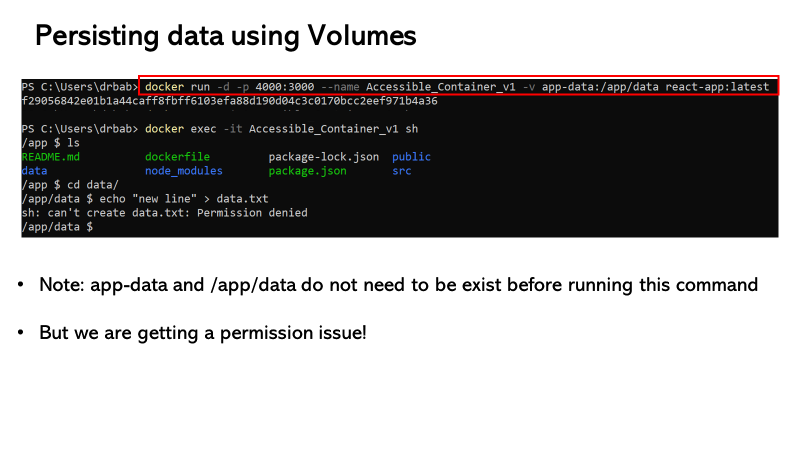 Persisting data using Volumes
PS C:\Users\drbab> docker run -d -p 4000:3000 --name Accessible_Container_v1 -v app-data:/app/data react-app:latest
f29056842e01b1a44caff8fbff6103efa88d190d04c3c0170bcc2eef971b4a36
PS C:\Users\drbab> docker exec -it Accessible_Container_v1 sh
/app $ ls
README.md dockerfile package-lock.json public
data node_modules package.json src
/app $ cd data/
/app/data $ echo "new line" > data.txt
sh: can't create data.txt: Permission denied
/app/data $
• Note: app-data and /app/data do not need to be exist before running this command
• But we are getting a permission issue!